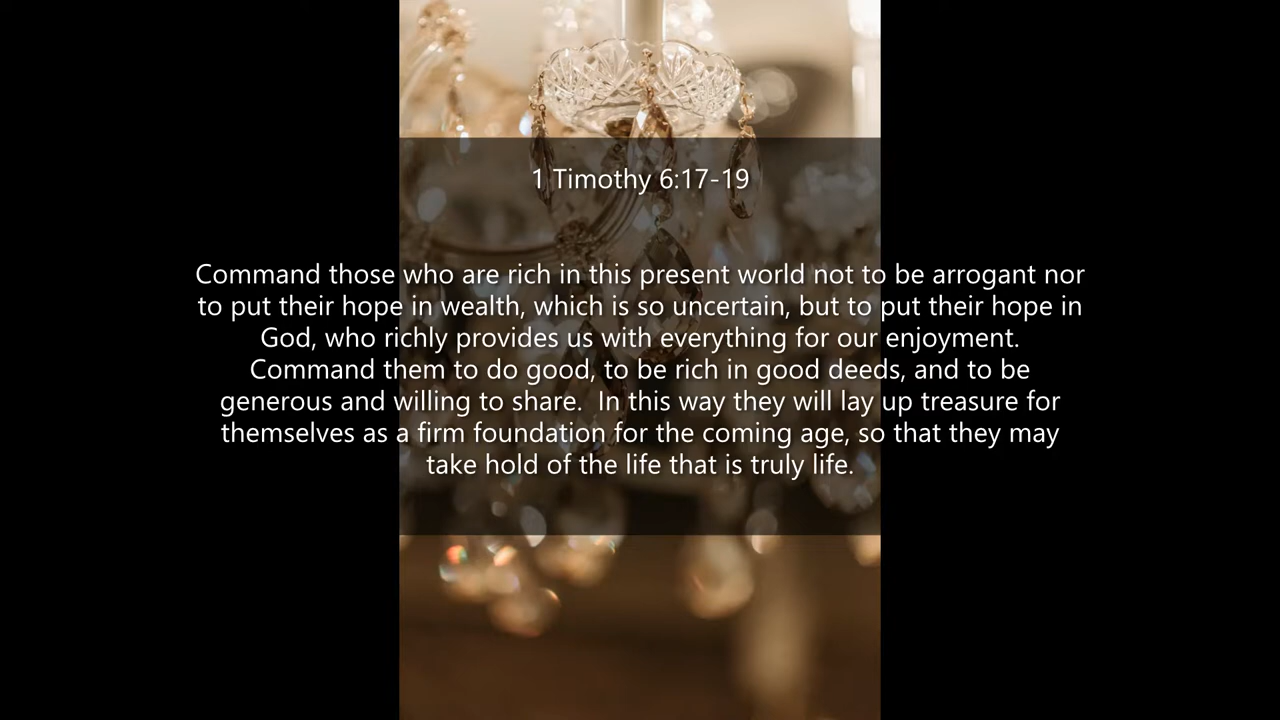 1 Timothy 6:17-19
Command those who are rich in this present world not to be arrogant nor
to put their hope in wealth, which is so uncertain, but to put their hope in
God, who richly provides us with everything for our enjoyment.
Command them to do good, to be rich in good deeds, and to be
generous and willing to share.  In this way they will lay up treasure for
themselves as a firm foundation for the coming age, so that they may
take hold of the life that is truly life.